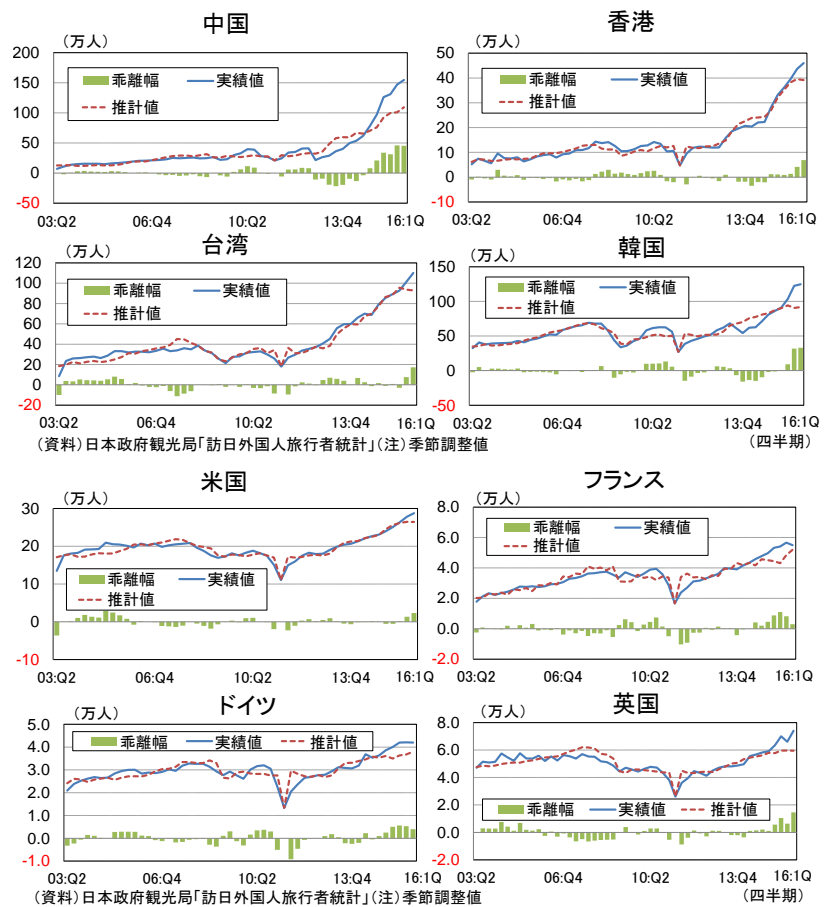 中国
（万人）
200
150
100
50
0
-50
乖離幅
実績値
推計値
03:Q2
06:Q4
10:Q2
13:Q4
16:1Q
香港
（万人）
50
40
30
20
10
0
-10
乖離幅
実績値
推計値
03:Q2
06:Q4
10:Q2
13:Q4
16:1Q
台湾
（万人）
120
100
80
60
40
20
0
-20
乖離幅
実績値
推計値
03:Q2
06:Q4
10:Q2
13:Q4
16:1Q
韓国
（万人）
150
100
50
0
-50
乖離幅
実績値
推計値
03:Q2
06:Q4
10:Q2
13:Q4
16:1Q
（資料）日本政府観光局「訪日外国人旅行者統計」（注）季節調整値
（四半期）
米国
（万人）
30
20
10
0
-10
乖離幅
実績値
推計値
03:Q2
06:Q4
10:Q2
13:Q4
16:1Q
フランス
（万人）
8.0
6.0
4.0
2.0
0.0
-2.0
乖離幅
実績値
推計値
03:Q2
06:Q4
10:Q2
13:Q4
16:1Q
ドイツ
（万人）
5.0
4.0
3.0
2.0
1.0
0.0
-1.0
乖離幅
実績値
推計値
03:Q2
06:Q4
10:Q2
13:Q4
16:1Q
英国
（万人）
8.0
6.0
4.0
2.0
0.0
-2.0
乖離幅
実績値
推計値
03:Q2
06:Q4
10:Q2
13:Q4
16:1Q
（資料）日本政府観光局「訪日外国人旅行者統計」（注）季節調整値
（四半期）